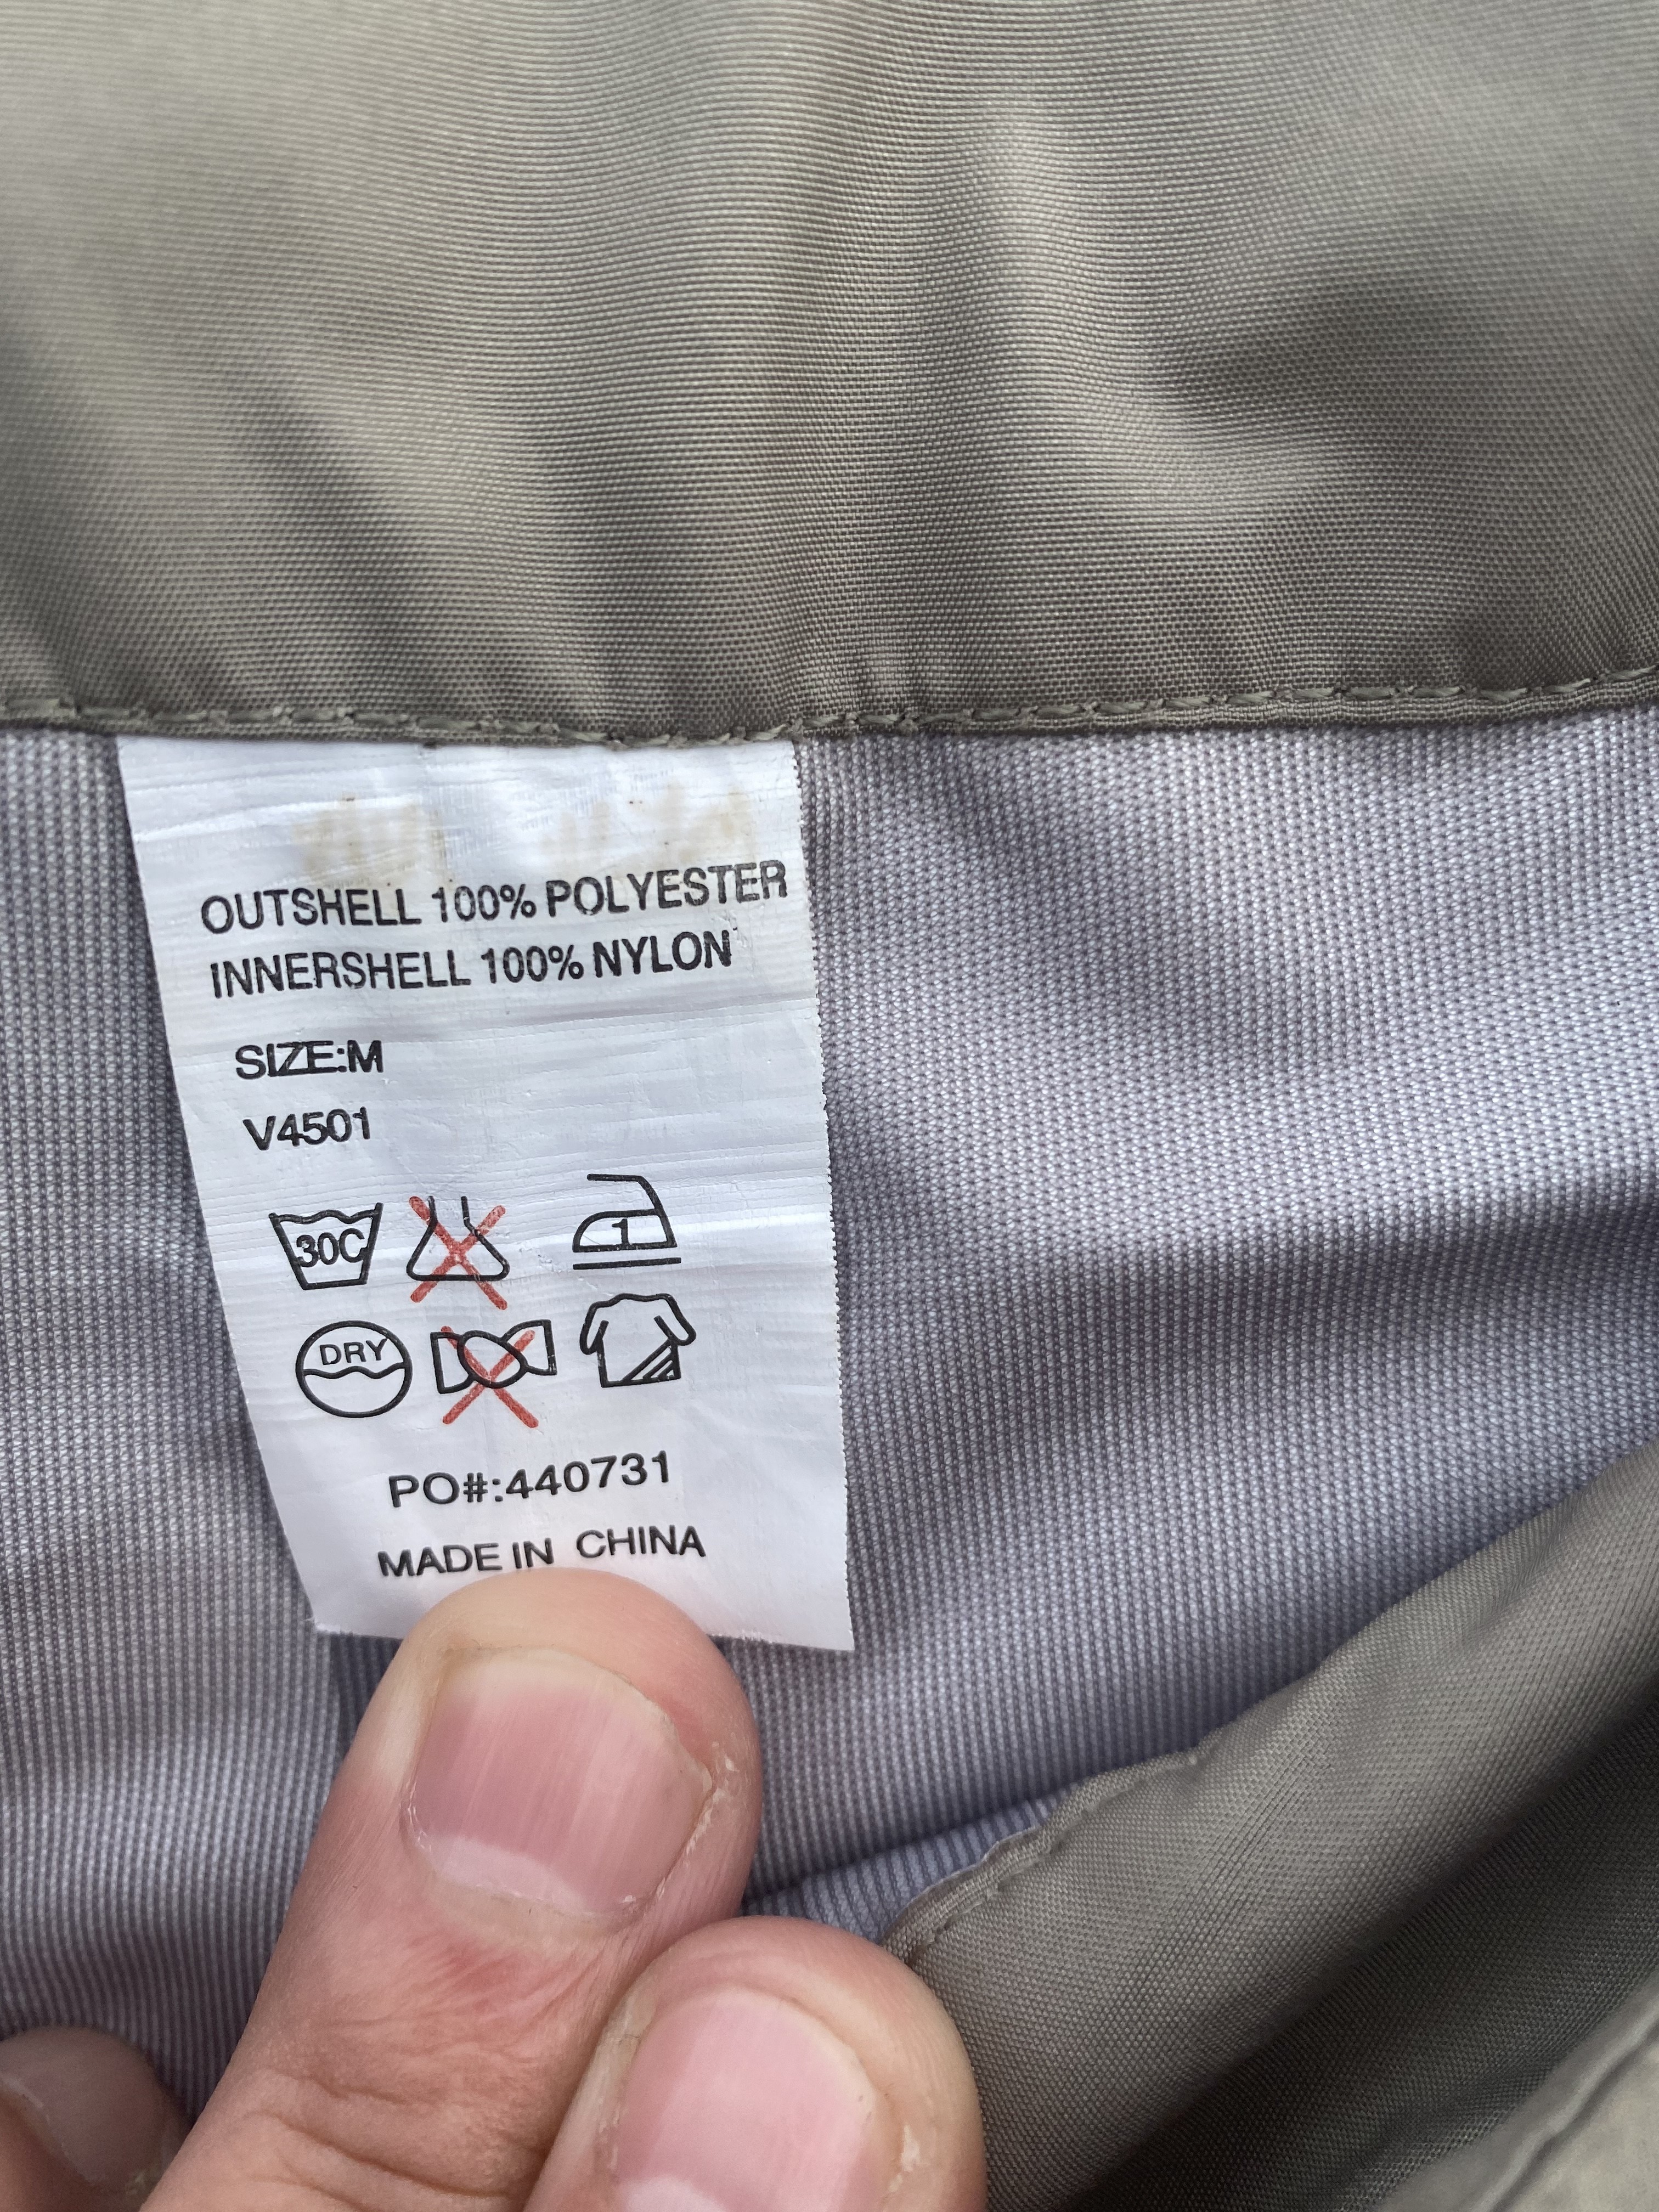 OUTSHELL 100% POLYESTER
INNERSHELL 100% NYLON
SIZE:M
V4501
30C 1
DRY
PO#:440731
MADE IN CHINA